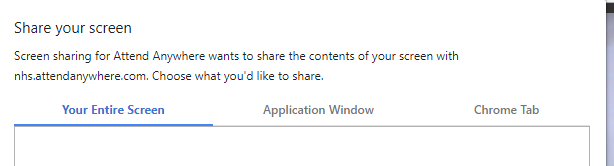 Share your screen
Screen sharing for Attend Anywhere wants to share the contents of your screen with
nhs.attendanywhere.com. Choose what you'd like to share.
Your Entire Screen Application Window Chrome Tab